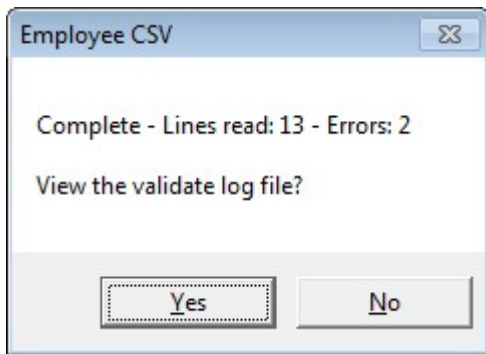 Employee CSV
Complete - Lines read: 13 - Errors: 2
View the validate log file?
Yes
No